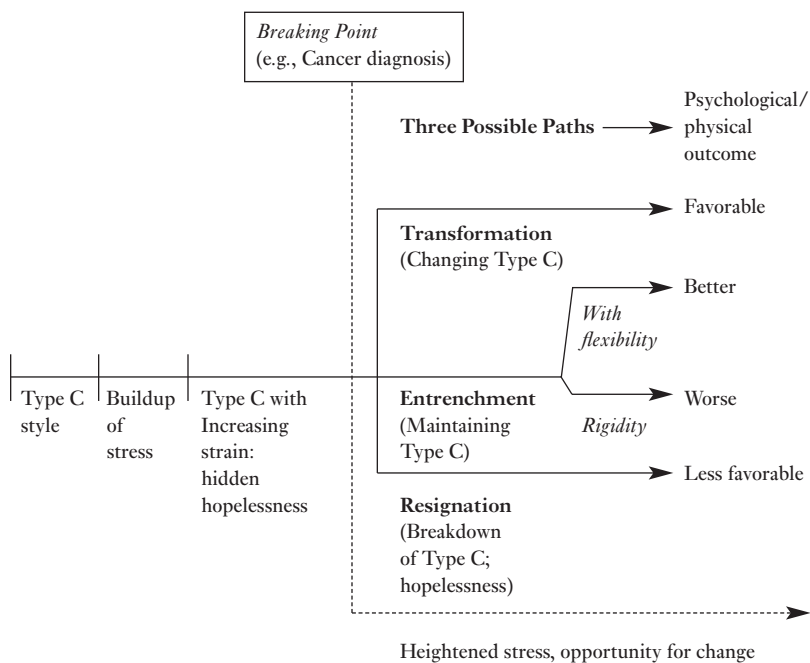 Breaking Point
(e.g., Cancer diagnosis)
Three Possible Paths
Psychological/
physical
outcome
Favorable
Transformation
(Changing Type C)
Better
With
flexibility
Type C
style
Buildup
of
stress
Type C with
Increasing
strain:
hidden
hopelessness
Entrenchment
(Maintaining
Type C)
Rigidity
Worse
Less favorable
Resignation
(Breakdown
of Type C;
hopelessness)
Heightened stress, opportunity for change